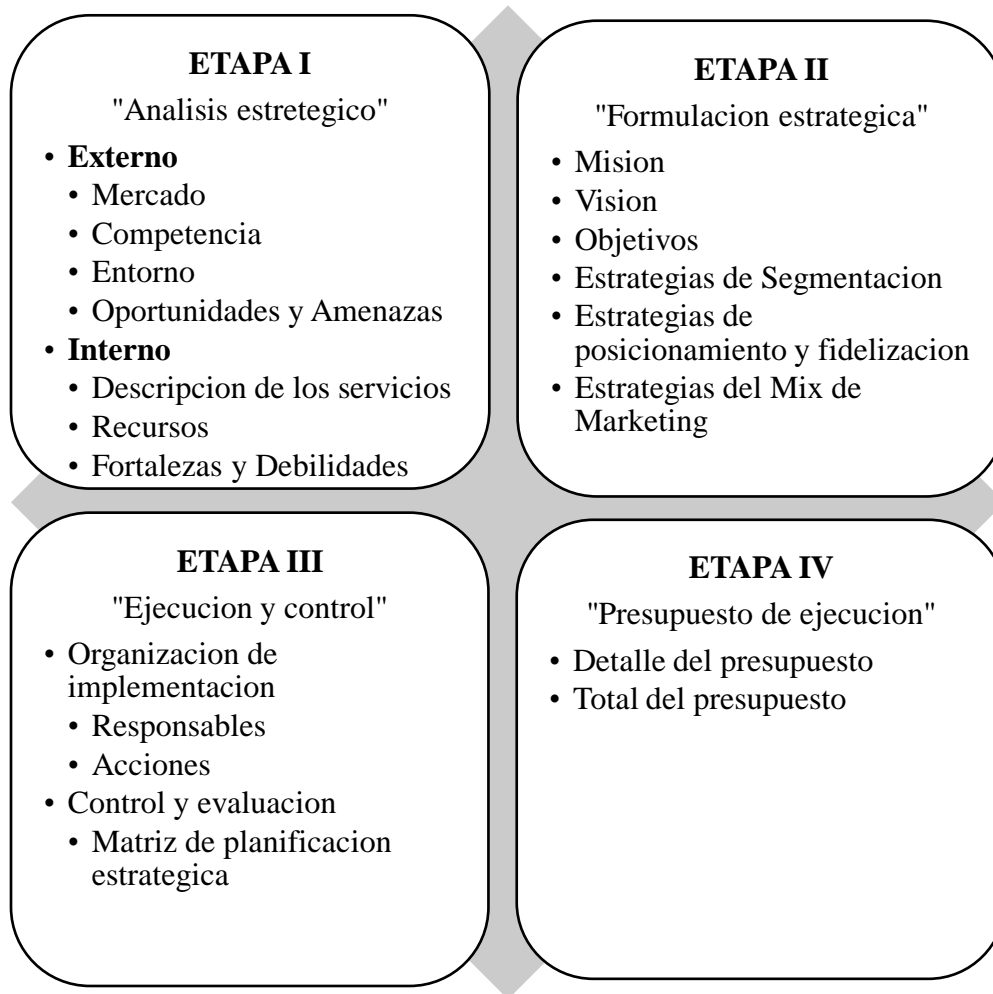 ETAPA I
"Analisis estretegico"
• Externo
• Mercado
• Competencia
• Entorno
• Oportunidades y Amenazas
• Interno
• Descripcion de los servicios
• Recursos
• Fortalezas y Debilidades
ETAPA II
"Formulacion estrategica"
• Mision
• Vision
• Objetivos
• Estrategias de Segmentacion
• Estrategias de
posicionamiento y fidelizacion
• Estrategias del Mix de
Marketing
ETAPA III
"Ejecucion y control"
• Organizacion de
implementacion
• Responsables
• Acciones
• Control y evaluacion
• Matriz de planificacion
estrategica
ETAPA IV
"Presupuesto de ejecucion"
• Detalle del presupuesto
• Total del presupuesto